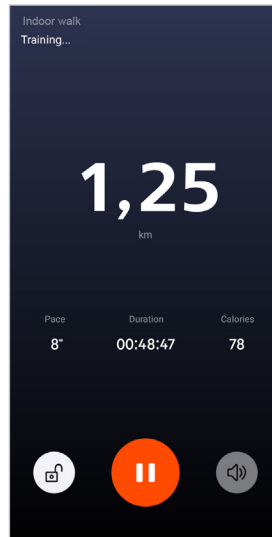 Indoor walk
Training...
1,25
km
Pace Duration Calories
8" 00:48:47 78